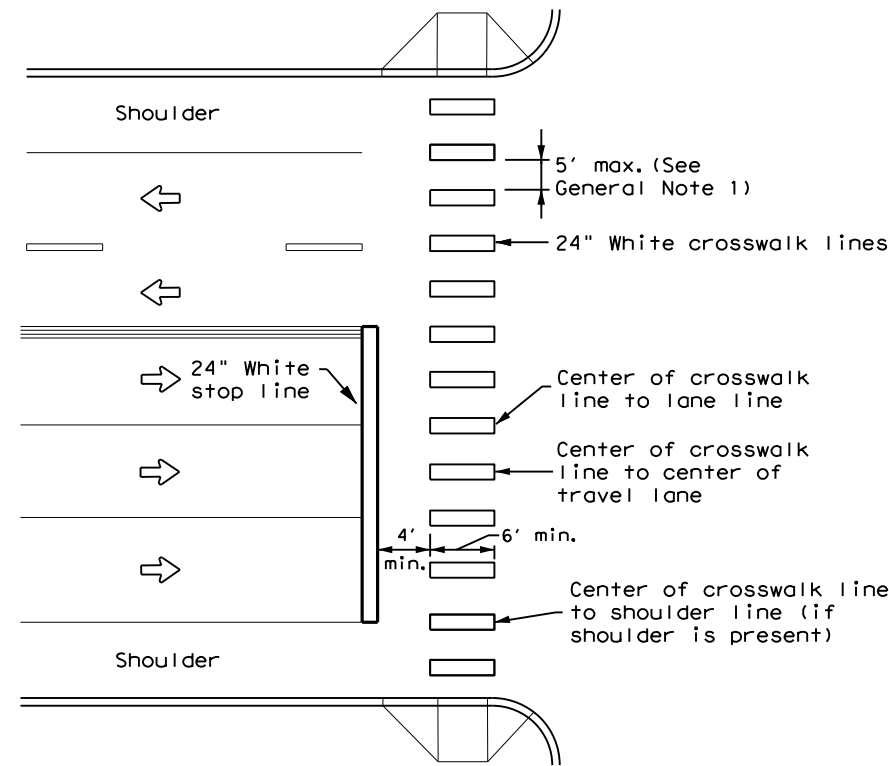 Shoulder
5' max. (See
General Note 1)
24" White crosswalk lines
24" White
stop line
Center of crosswalk
line to lane line
Center of crosswalk
line to center of
travel lane
4'
min.
6' min.
Center of crosswalk line
to shoulder line (if
shoulder is present)
Shoulder